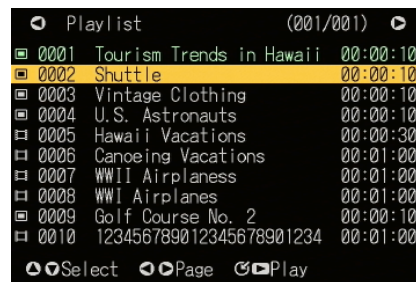 Playlist (001/001)
0001 Tourism Trends in Hawaii 00:00:10
0002 Shuttle 00:00:10
0003 Vintage Clothing 00:00:10
0004 U.S. Astronauts 00:00:10
0005 Hawaii Vacations 00:00:30
0006 Canoeing Vacations 00:01:00
0007 WWII Airplaness 00:01:00
0008 WWI Airplanes 00:01:00
0009 Golf Course No. 2 00:00:10
0010 123456789012345678901234 00:01:00
Select Page Play